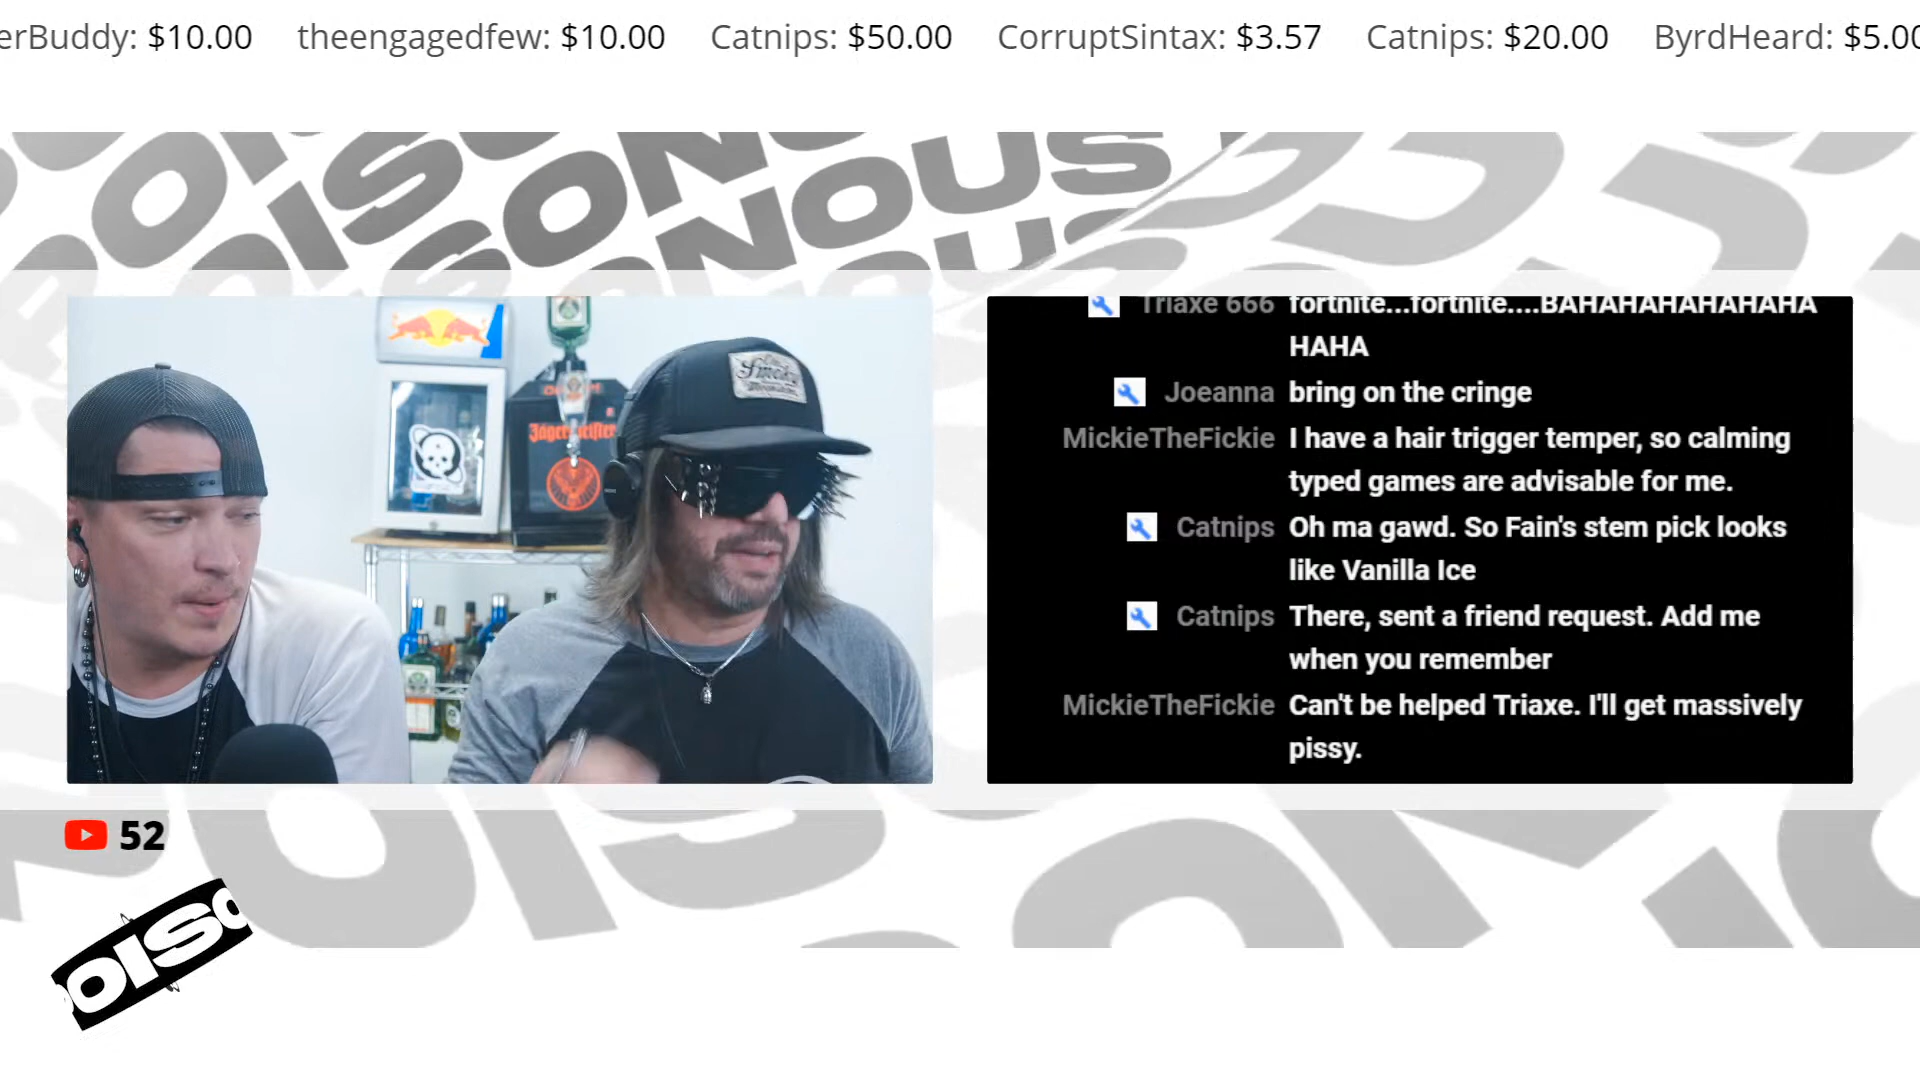 erBuddy: $10.00 theengagedfew: $10.00 Catnips: $50.00 CorruptSintax: $3.57 Catnips: $20.00 ByrdHeard: $5.00
POISONOUS
Jägermeister
Smoky
Triaxe 666 fortnite...fortnite....BAHAHAHAHAHAHA
HAHA
Joeanna bring on the cringe
MickieTheFickie I have a hair trigger temper, so calming
typed games are advisable for me.
Catnips Oh ma gawd. So Fain's stem pick looks
like Vanilla Ice
Catnips There, sent a friend request. Add me
when you remember
MickieTheFickie Can't be helped Triaxe. I'll get massively
pissy.
52
OISO